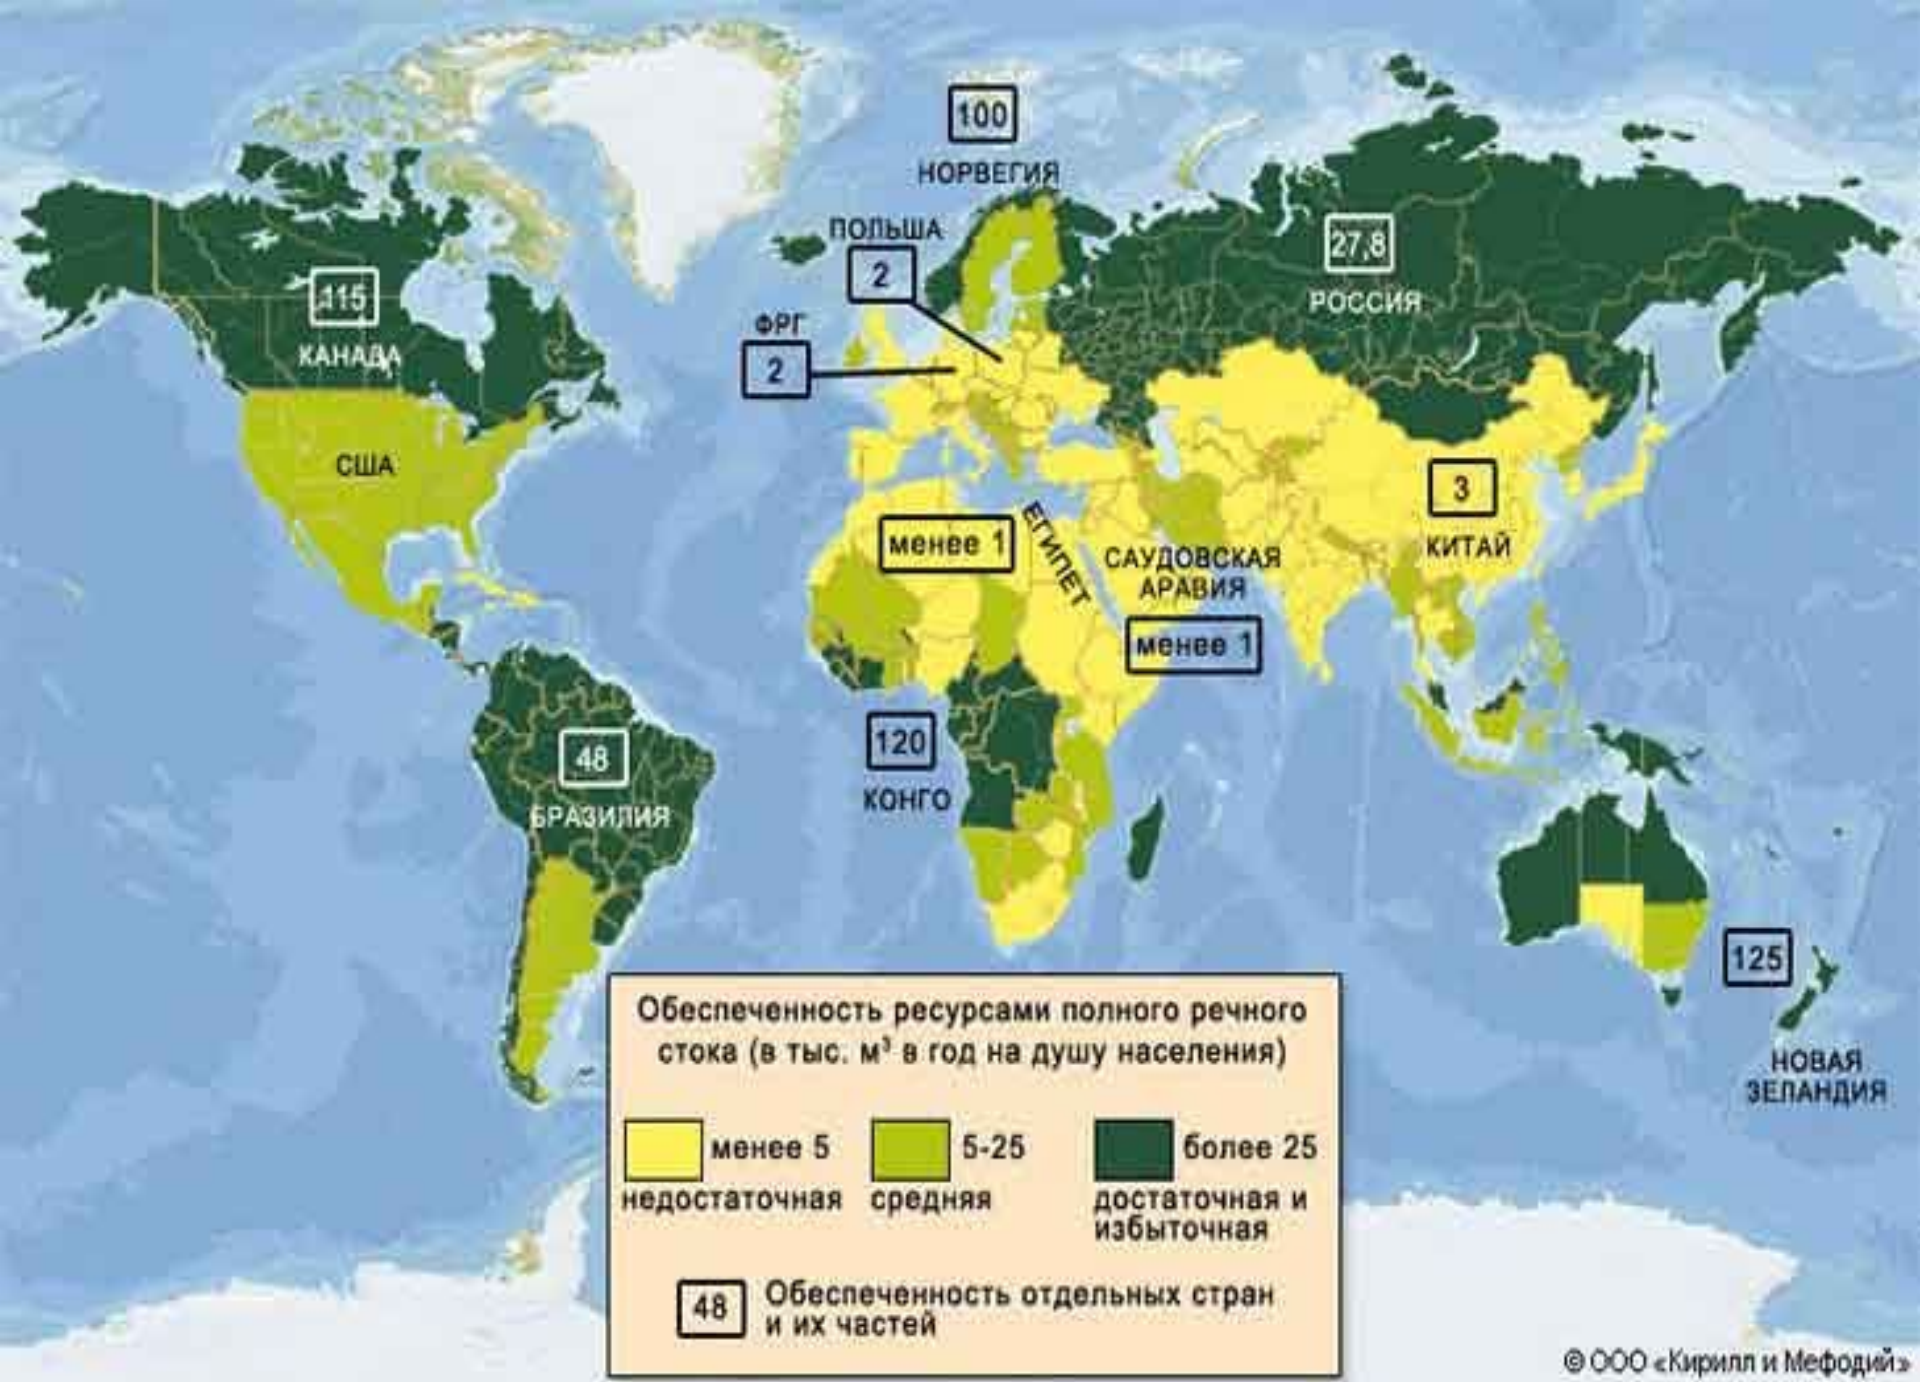 100
НОРВЕГИЯ
ПОЛЬША
2
ФРГ
2
27,8
РОССИЯ
115
КАНАДА
США
3
КИТАЙ
менее 1
ЕГИПЕТ
САУДОВСКАЯ
АРАВИЯ
менее 1
48
БРАЗИЛИЯ
120
КОНГО
125
НОВАЯ
ЗЕЛАНДИЯ
Обеспеченность ресурсами полного речного
стока (в тыс. м³ в год на душу населения)
менее 5 5-25 более 25
недостаточная средняя достаточная и
избыточная
48 Обеспеченность отдельных стран
и их частей
© ООО «Кирилл и Мефодий»